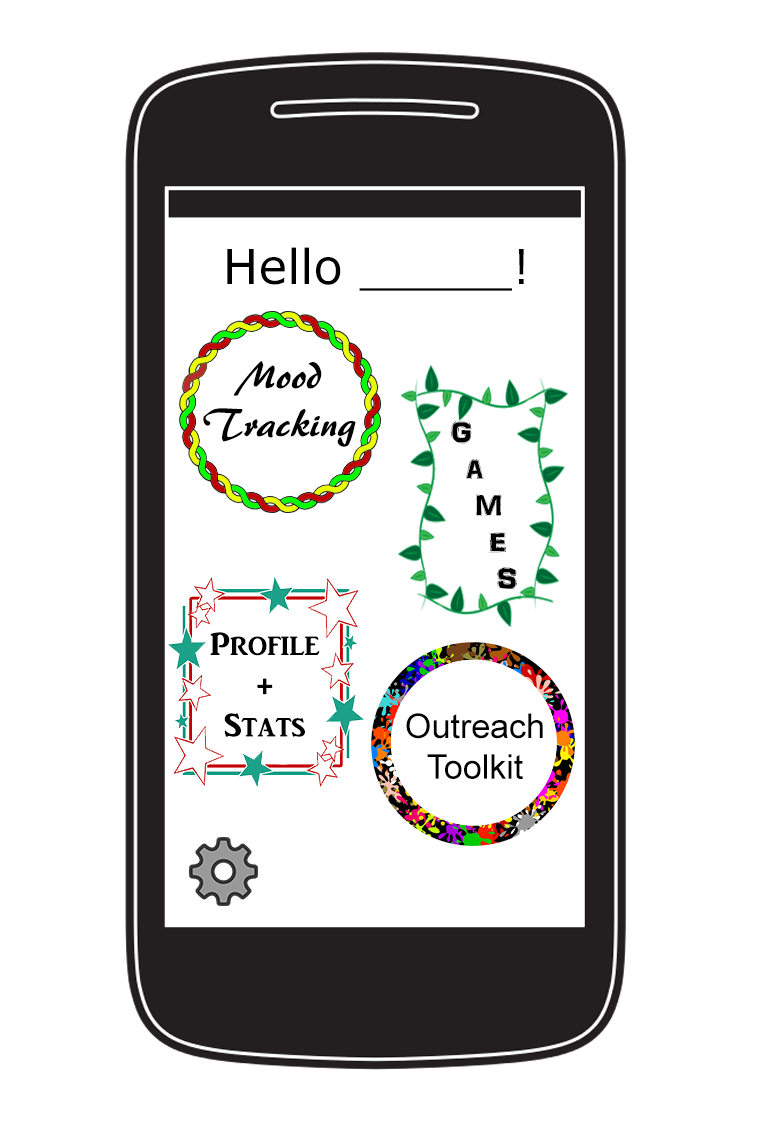 Hello ______!
Mood
Tracking
G
A
M
E
S
PROFILE
+
STATS
Outreach
Toolkit